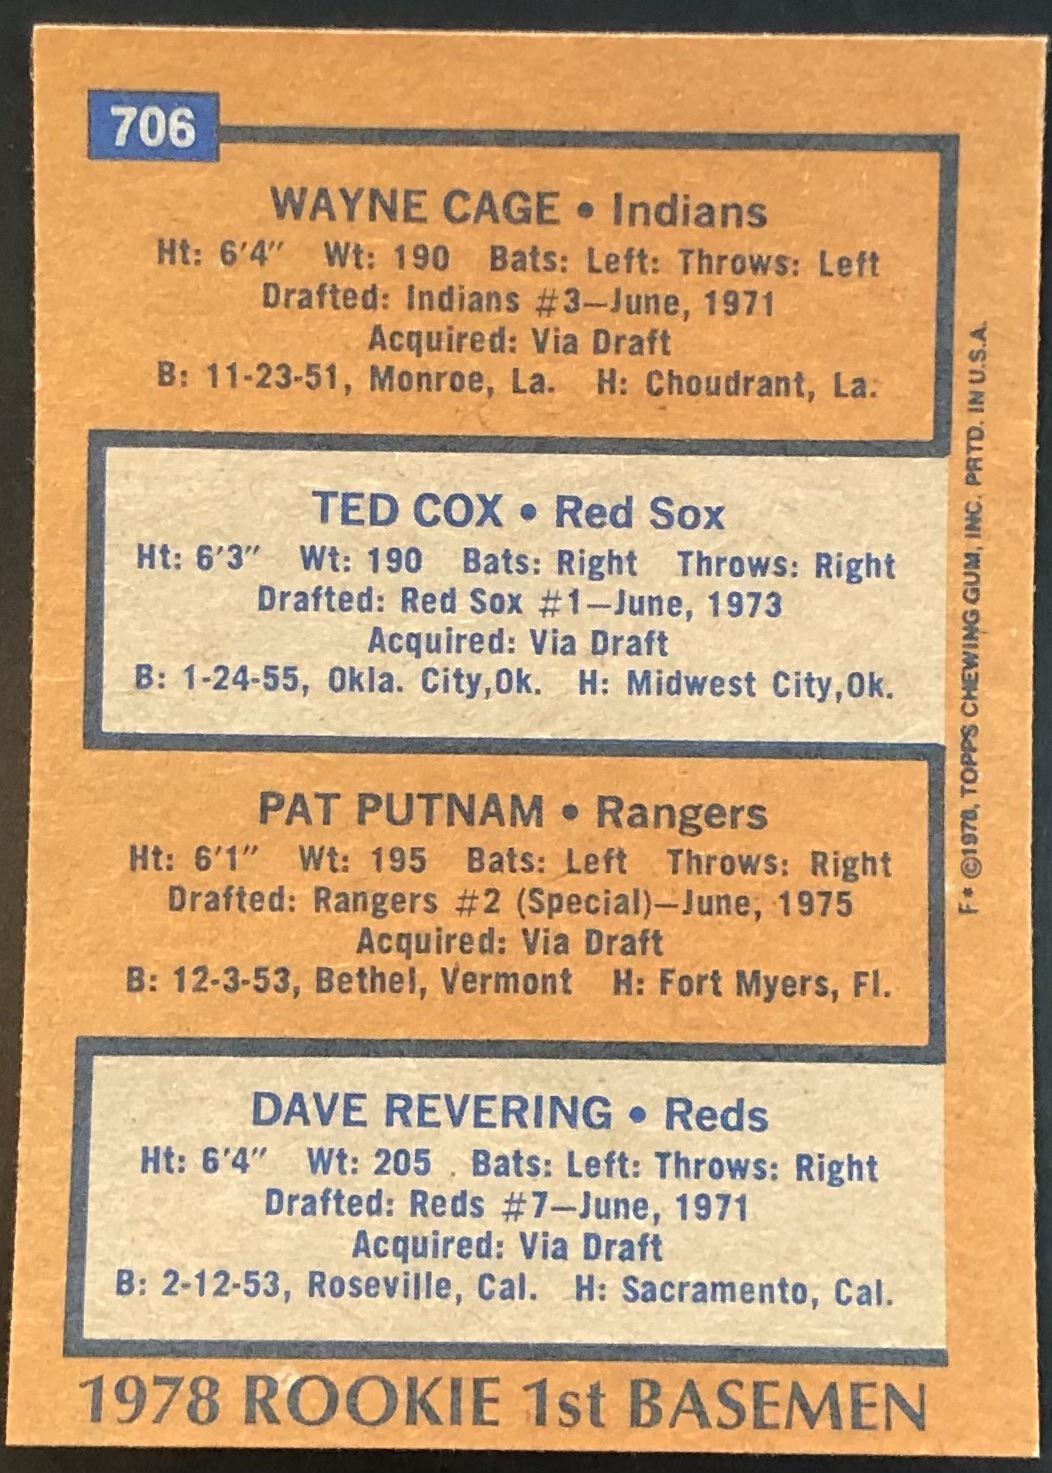 706
WAYNE CAGE • Indians
Ht: 6'4" Wt: 190 Bats: Left: Throws: Left
Drafted: Indians #3—June, 1971
Acquired: Via Draft
B: 11-23-51, Monroe, La. H: Choudrant, La.
TED COX • Red Sox
Ht: 6'3" Wt: 190 Bats: Right Throws: Right
Drafted: Red Sox #1—June, 1973
Acquired: Via Draft
B: 1-24-55, Okla. City,Ok. H: Midwest City,Ok.
PAT PUTNAM • Rangers
Ht: 6'1" Wt: 195 Bats: Left Throws: Right
Drafted: Rangers #2 (Special)—June, 1975
Acquired: Via Draft
B: 12-3-53, Bethel, Vermont H: Fort Myers, Fl.
DAVE REVERING • Reds
Ht: 6'4" Wt: 205 Bats: Left: Throws: Right
Drafted: Reds #7—June, 1971
Acquired: Via Draft
B: 2-12-53, Roseville, Cal. H: Sacramento, Cal.
1978 ROOKIE 1st BASEMEN
F* ©1978, TOPPS CHEWING GUM, INC. PRTD. IN U.S.A.